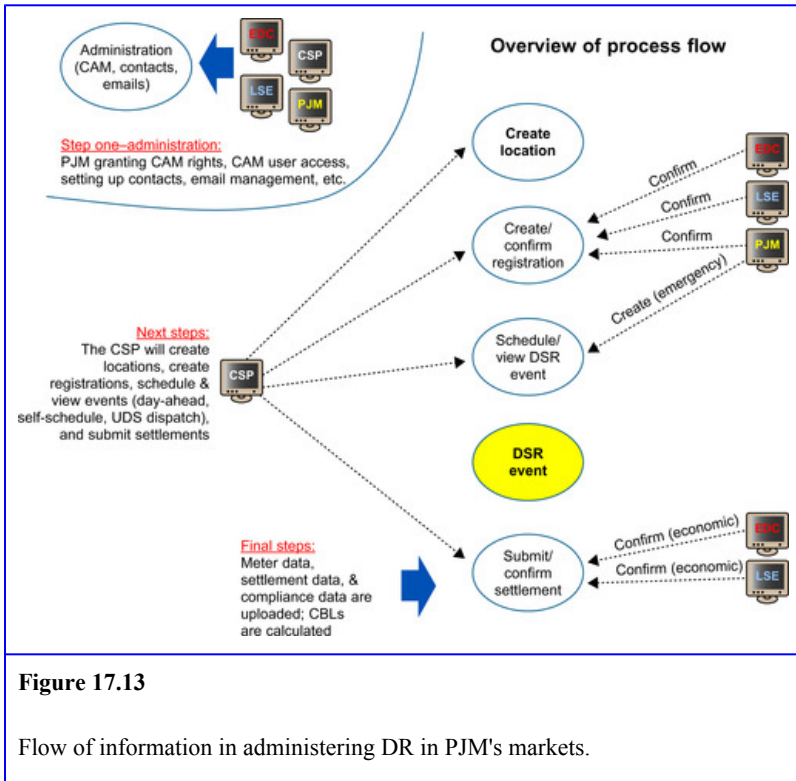 Administration
(CAM, contacts,
emails)
EDC
CSP
LSE
PJM
Step one–administration:
PJM granting CAM rights, CAM user access,
setting up contacts, email management, etc.
Overview of process flow
Create
location
Confirm
EDC
Create/
confirm
registration
Confirm
LSE
Confirm
PJM
Create (emergency)
Next steps:
The CSP will create
locations, create
registrations, schedule &
view events (day-ahead,
self-schedule, UDS dispatch),
and submit settlements
CSP
Schedule/
view DSR
event
DSR
event
Final steps:
Meter data,
settlement data, &
compliance data are
uploaded; CBLs
are calculated
Submit/
confirm
settlement
Confirm (economic)
EDC
Confirm (economic)
LSE
Figure 17.13
Flow of information in administering DR in PJM's markets.